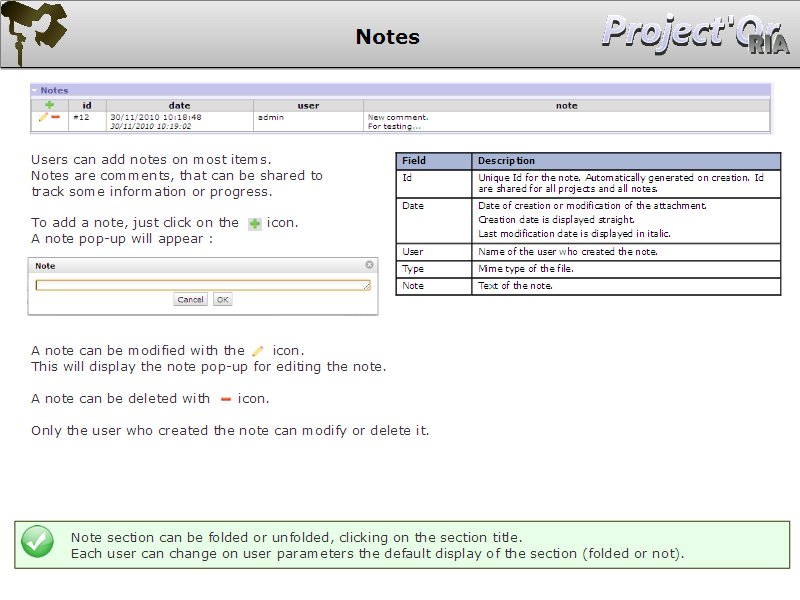 Notes
Project'Or
RIA
Notes
id date user note
#12 30/11/2010 10:18:48 admin New comment.
30/11/2010 10:19:02 For testing...
Users can add notes on most items.
Notes are comments, that can be shared to
track some information or progress.
To add a note, just click on the icon.
A note pop-up will appear :
Note
Cancel OK
Field Description
Id Unique Id for the note. Automatically generated on creation. Id
are shared for all projects and all notes.
Date Date of creation or modification of the attachment.
Creation date is displayed straight.
Last modification date is displayed in italic.
User Name of the user who created the note.
Type Mime type of the file.
Note Text of the note.
A note can be modified with the icon.
This will display the note pop-up for editing the note.
A note can be deleted with icon.
Only the user who created the note can modify or delete it.
Note section can be folded or unfolded, clicking on the section title.
Each user can change on user parameters the default display of the section (folded or not).